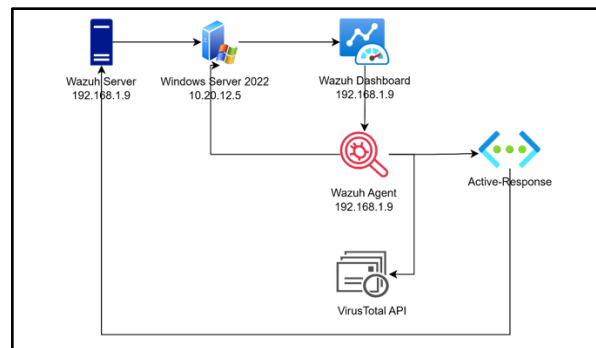 Wazuh Server
192.168.1.9
Windows Server 2022
10.20.12.5
Wazuh Dashboard
192.168.1.9
Wazuh Agent
192.168.1.9
Active-Response
VirusTotal API